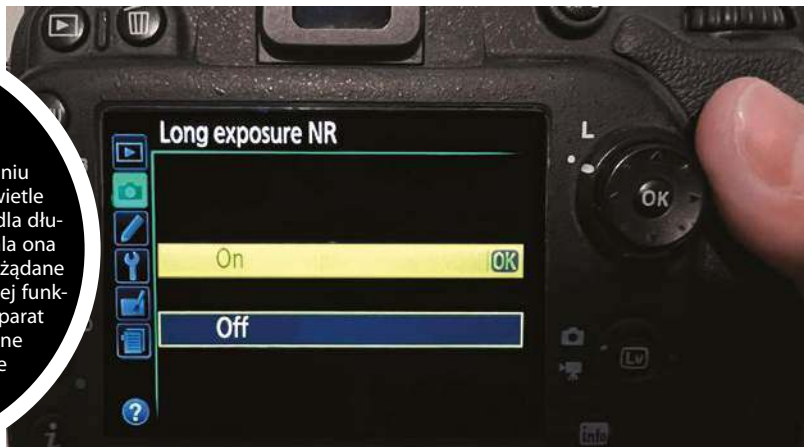 niu
wietle
dla dłu-
la ona
żądane
ej funk-
parat
ne
e
Long exposure NR
On OK
Off
?
L
OK
Lv
info
i